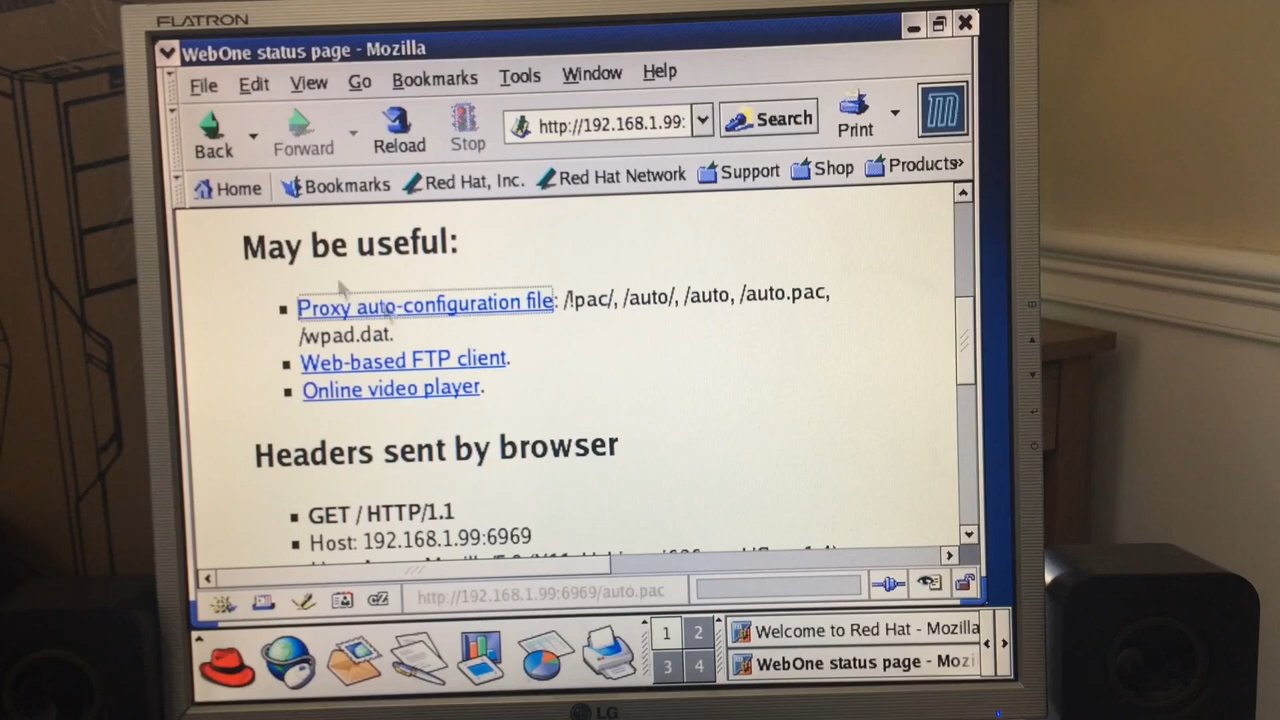 FLATRON
WebOne status page - Mozilla
File Edit View Go Bookmarks Tools Window Help
Back Forward Reload Stop http://192.168.1.99: Search Print
Home Bookmarks Red Hat, Inc. Red Hat Network Support Shop Products
May be useful:
Proxy auto-configuration file: /!pac/, /auto/, /auto, /auto.pac,
/wpad.dat.
Web-based FTP client.
Online video player.
Headers sent by browser
GET / HTTP/1.1
Host: 192.168.1.99:6969
http://192.168.1.99:6969/auto.pac
1 2 Welcome to Red Hat - Mozilla
3 4 WebOne status page - Mozi
LG